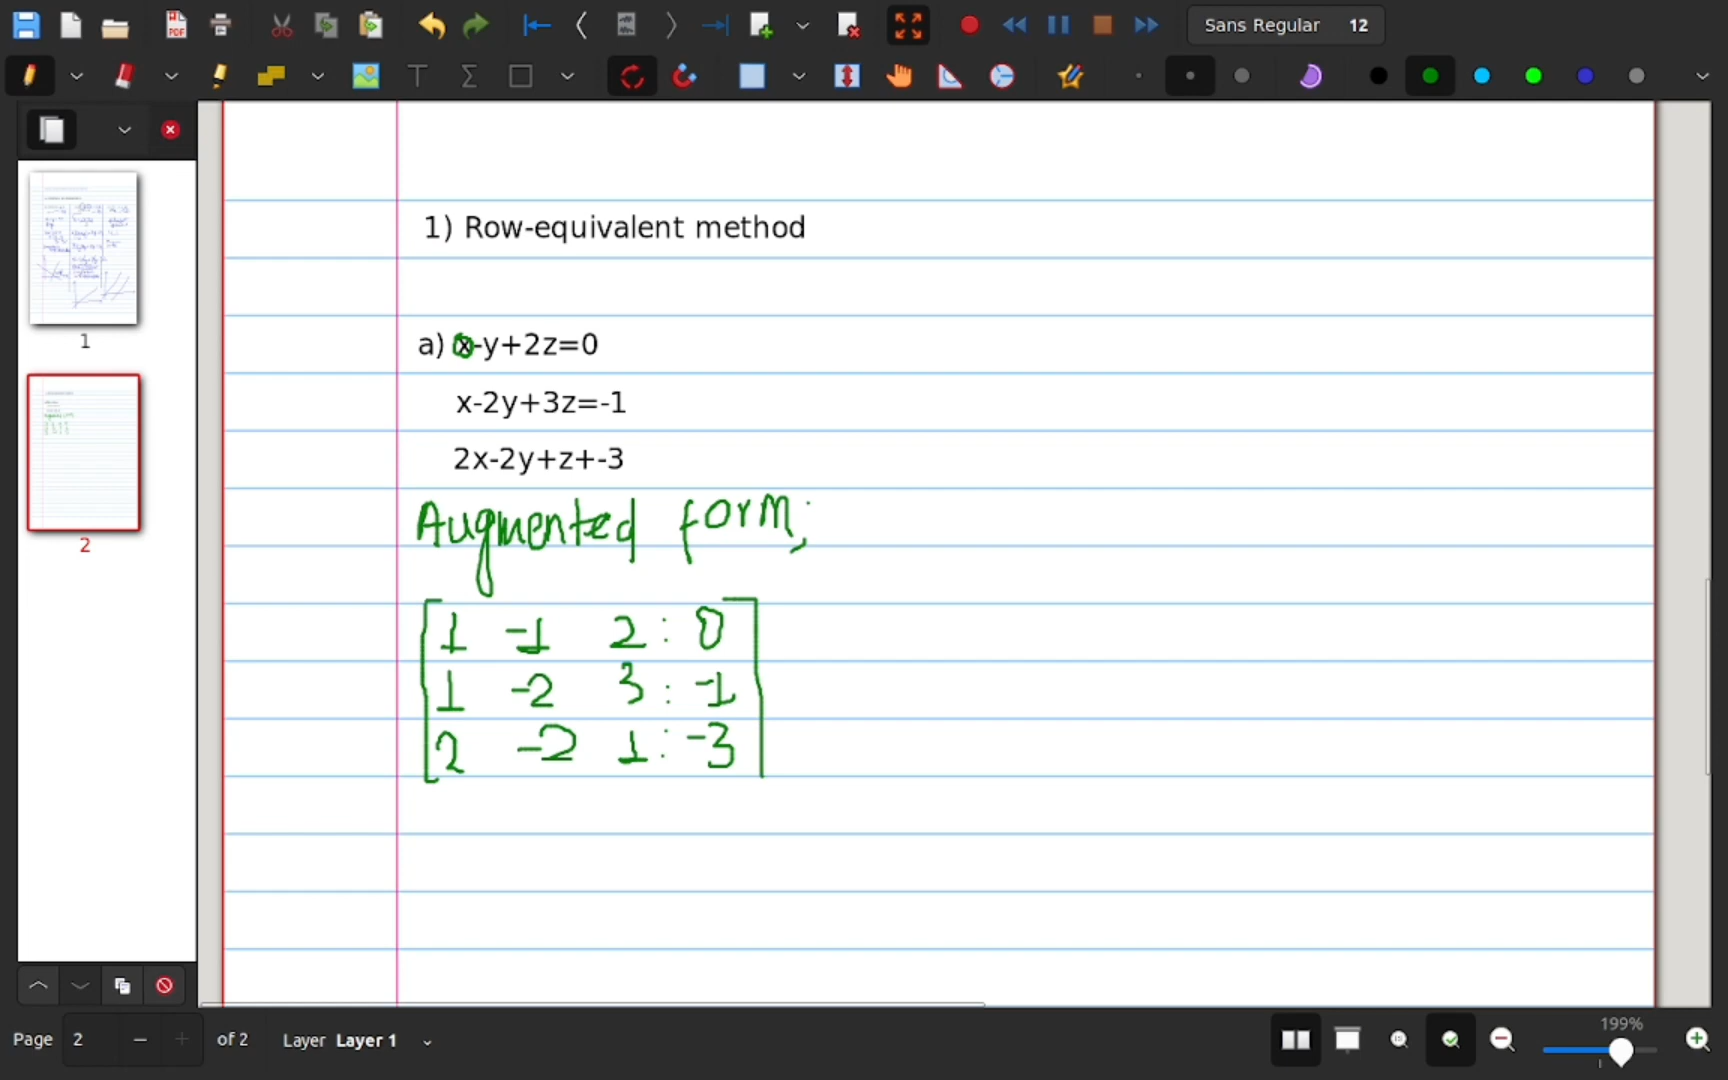 Sans Regular 12
1) Row-equivalent method
a) x-y+2z=0
x-2y+3z=-1
2x-2y+z+-3
Augmented form;
1 -1 2 : 0
1 -2 3 : -1
2 -2 1 : -3
1
2
Page 2 of 2 Layer Layer 1
199%